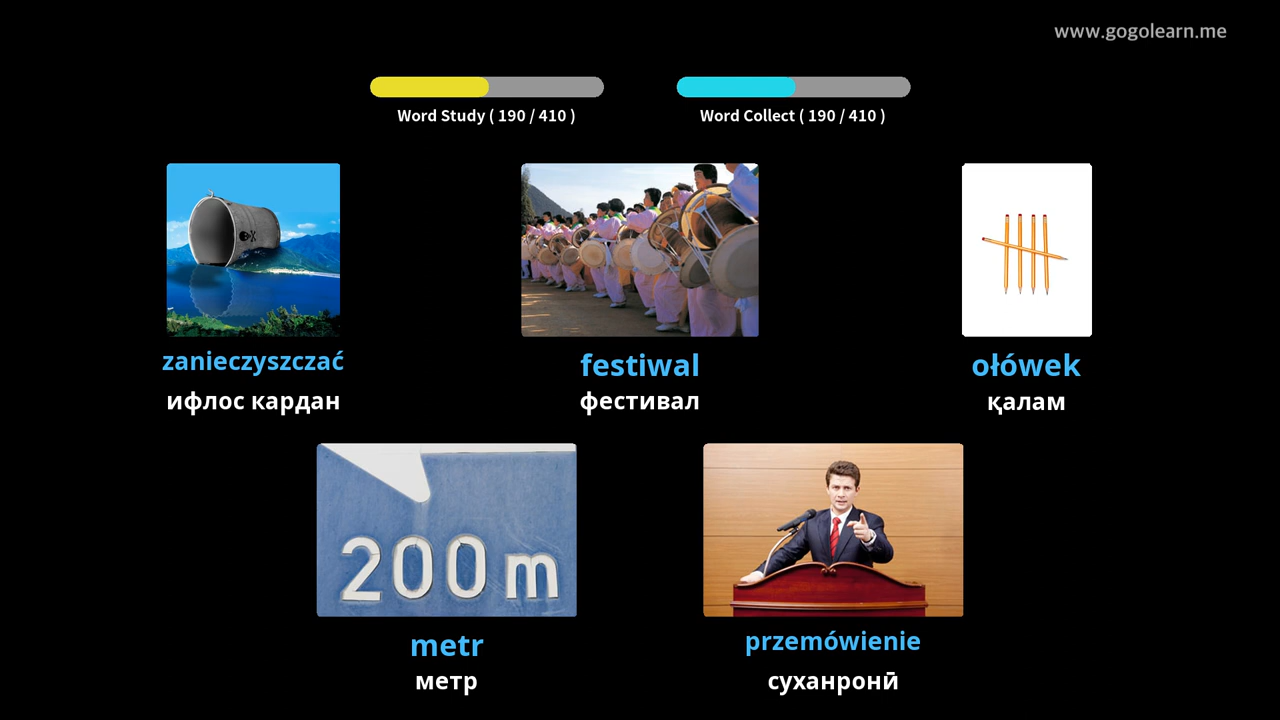 www.gogolearn.me
Word Study ( 190 / 410 )
Word Collect ( 190 / 410 )
zanieczyszczać
ифлос кардан
festiwal
фестивал
ołówek
қалам
200 m
metr
метр
przemówienie
суханронӣ